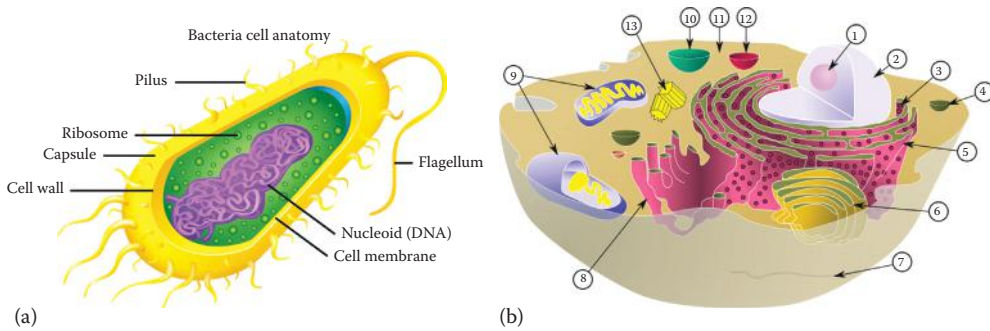 Bacteria cell anatomy
Pilus
Ribosome
Capsule
Cell wall
Flagellum
Nucleoid (DNA)
Cell membrane
(a)
10
11
12
1
13
2
9
3
4
5
6
8
7
(b)